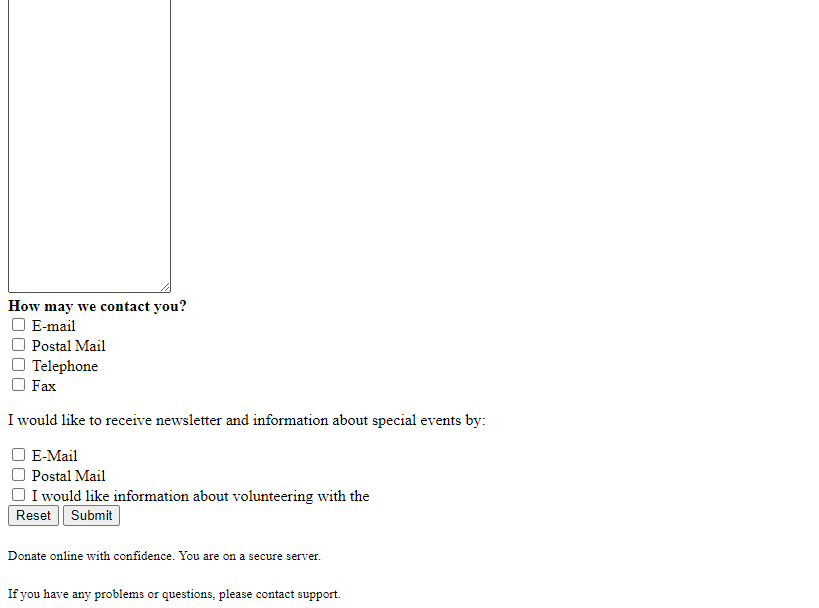 How may we contact you?
E-mail
Postal Mail
Telephone
Fax
I would like to receive newsletter and information about special events by:
E-Mail
Postal Mail
I would like information about volunteering with the
Reset Submit
Donate online with confidence. You are on a secure server.
If you have any problems or questions, please contact support.